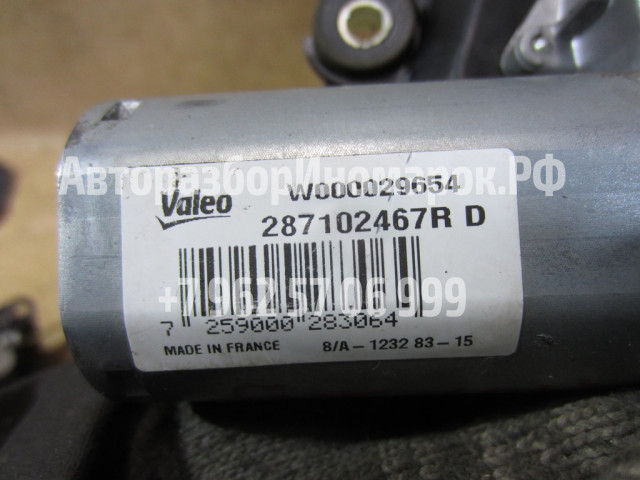 W000029654
АвторазборИномарок.РФ
Valeo
287102467R D
+7 962 57 06 999
7 259000 283064
MADE IN FRANCE 8/A-1232 83-15